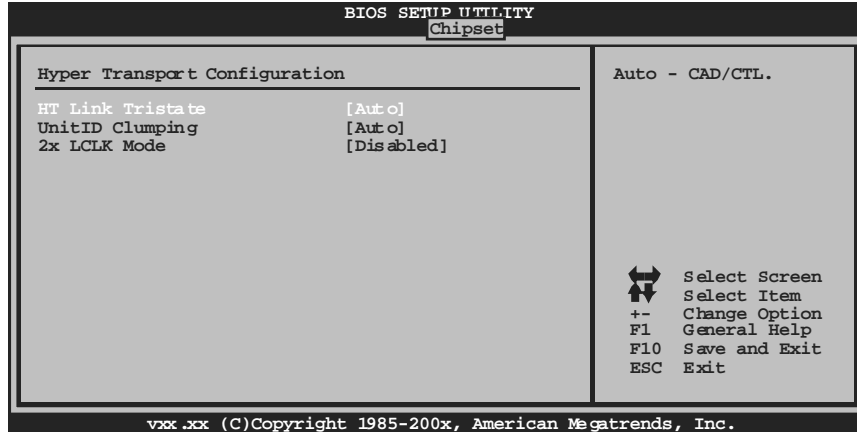 BIOS SETUP UTILITY
Chipset
Hyper Transport Configuration
HT Link Tristate [Auto]
UnitID Clumping [Auto]
2x LCLK Mode [Disabled]
Auto - CAD/CTL.
Select Screen
Select Item
+- Change Option
F1 General Help
F10 Save and Exit
ESC Exit
vxx.xx (C)Copyright 1985-200x, American Megatrends, Inc.